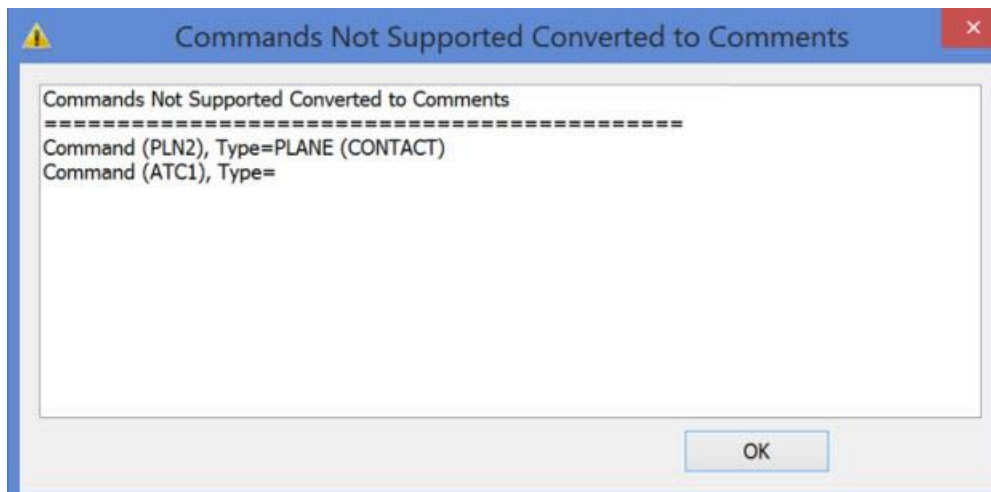 Commands Not Supported Converted to Comments
Commands Not Supported Converted to Comments
============================================
Command (PLN2), Type=PLANE (CONTACT)
Command (ATC1), Type=
OK